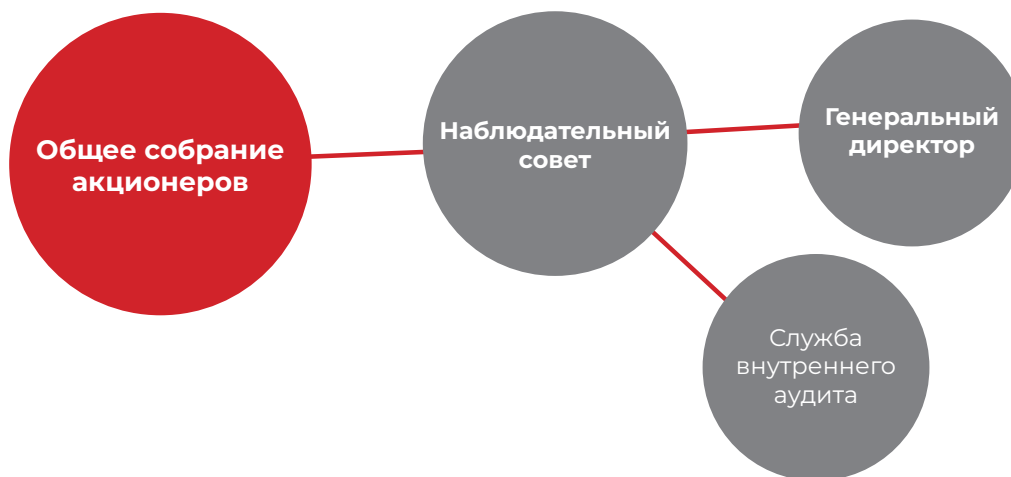 Общее собрание
акционеров
Наблюдательный
совет
Генеральный
директор
Служба
внутреннего
аудита